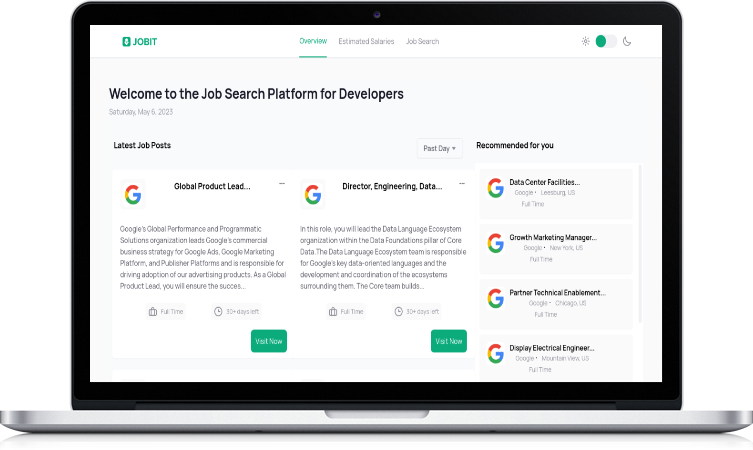 JOBIT
Overview
Estimated Salaries
Job Search
Welcome to the Job Search Platform for Developers
Saturday, May 6, 2023
Latest Job Posts
Past Day
Recommended for you
Global Product Lead...
Google's Global Performance and Programmatic
Solutions organization leads Google's commercial
business strategy for Google Ads, Google Marketing
Platform, and Publisher Platforms and is responsible for
driving adoption of our advertising products. As a Global
Product Lead, you will ensure the succes...
Full Time
30+ days left
Visit Now
Director, Engineering, Data...
In this role, you will lead the Data Language Ecosystem
organization within the Data Foundations pillar of Core
Data.The Data Language Ecosystem team is responsible
for Google's key data-oriented languages and the
development and coordination of the ecosystems
surrounding them. The Core team builds...
Full Time
30+ days left
Visit Now
Data Center Facilities...
Google • Leesburg, US
Full Time
Growth Marketing Manager...
Google • New York, US
Full Time
Partner Technical Enablement...
Google • Chicago, US
Full Time
Display Electrical Engineer...
Google • Mountain View, US
Full Time